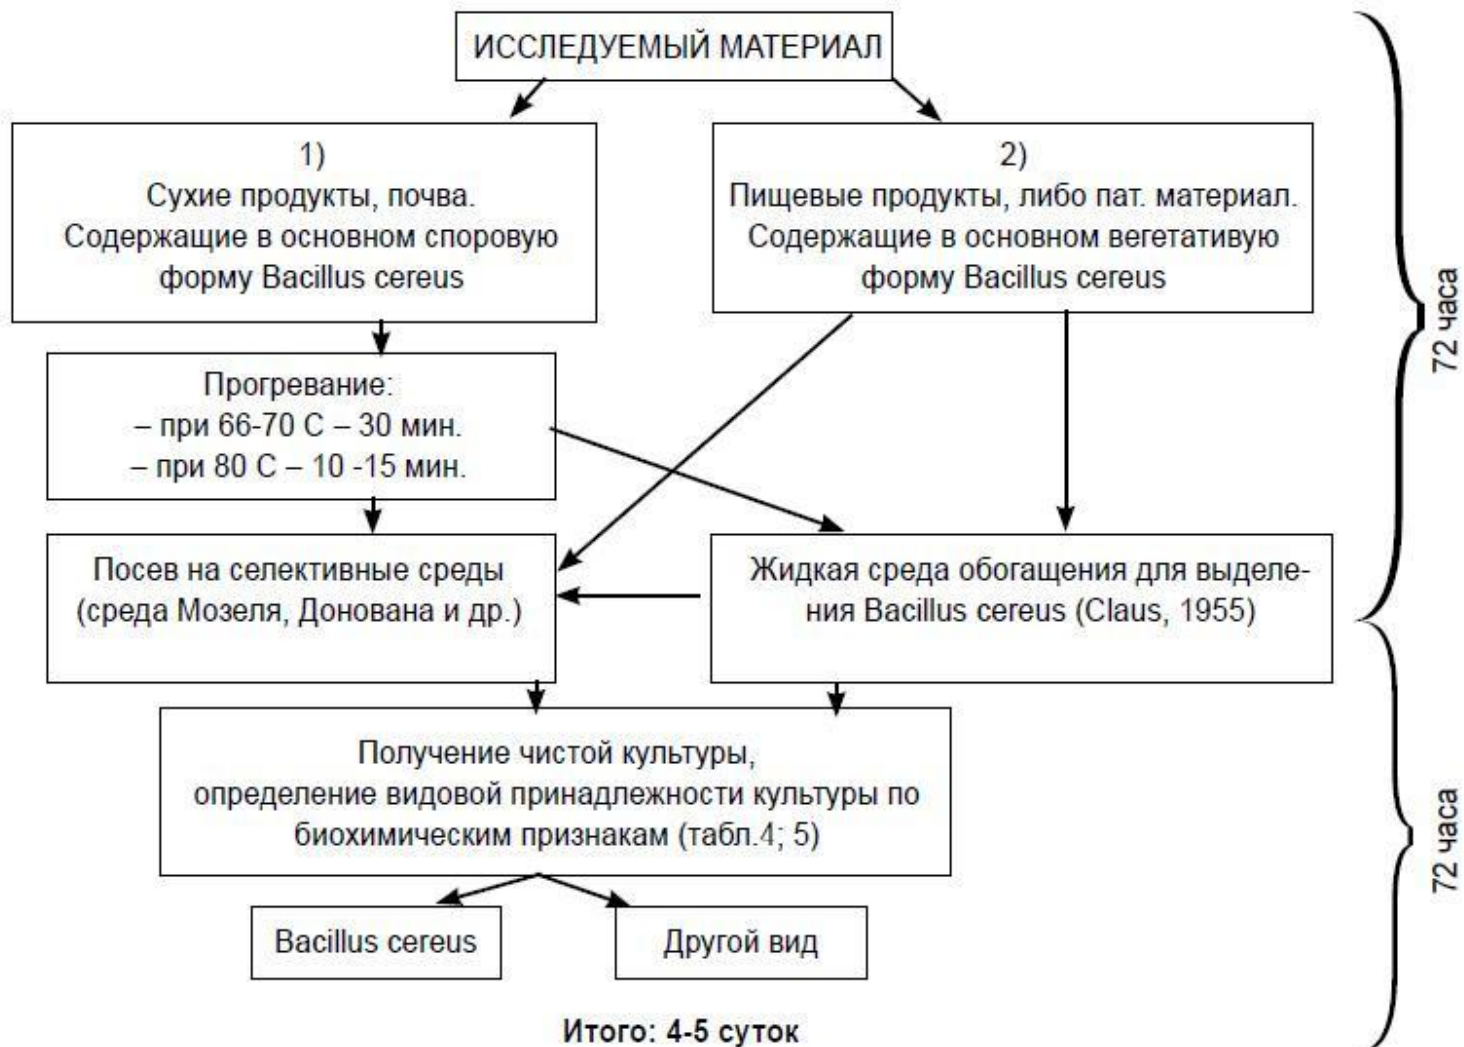 ИССЛЕДУЕМЫЙ МАТЕРИАЛ
1)
Сухие продукты, почва.
Содержащие в основном споровую
форму Bacillus cereus
2)
Пищевые продукты, либо пат. материал.
Содержащие в основном вегетативую
форму Bacillus cereus
72 часа
Прогревание:
– при 66-70 С – 30 мин.
– при 80 С – 10 -15 мин.
Посев на селективные среды
(среда Мозеля, Донована и др.)
Жидкая среда обогащения для выделе-
ния Bacillus cereus (Claus, 1955)
Получение чистой культуры,
определение видовой принадлежности культуры по
биохимическим признакам (табл.4; 5)
72 часа
Bacillus cereus
Другой вид
Итого: 4-5 суток